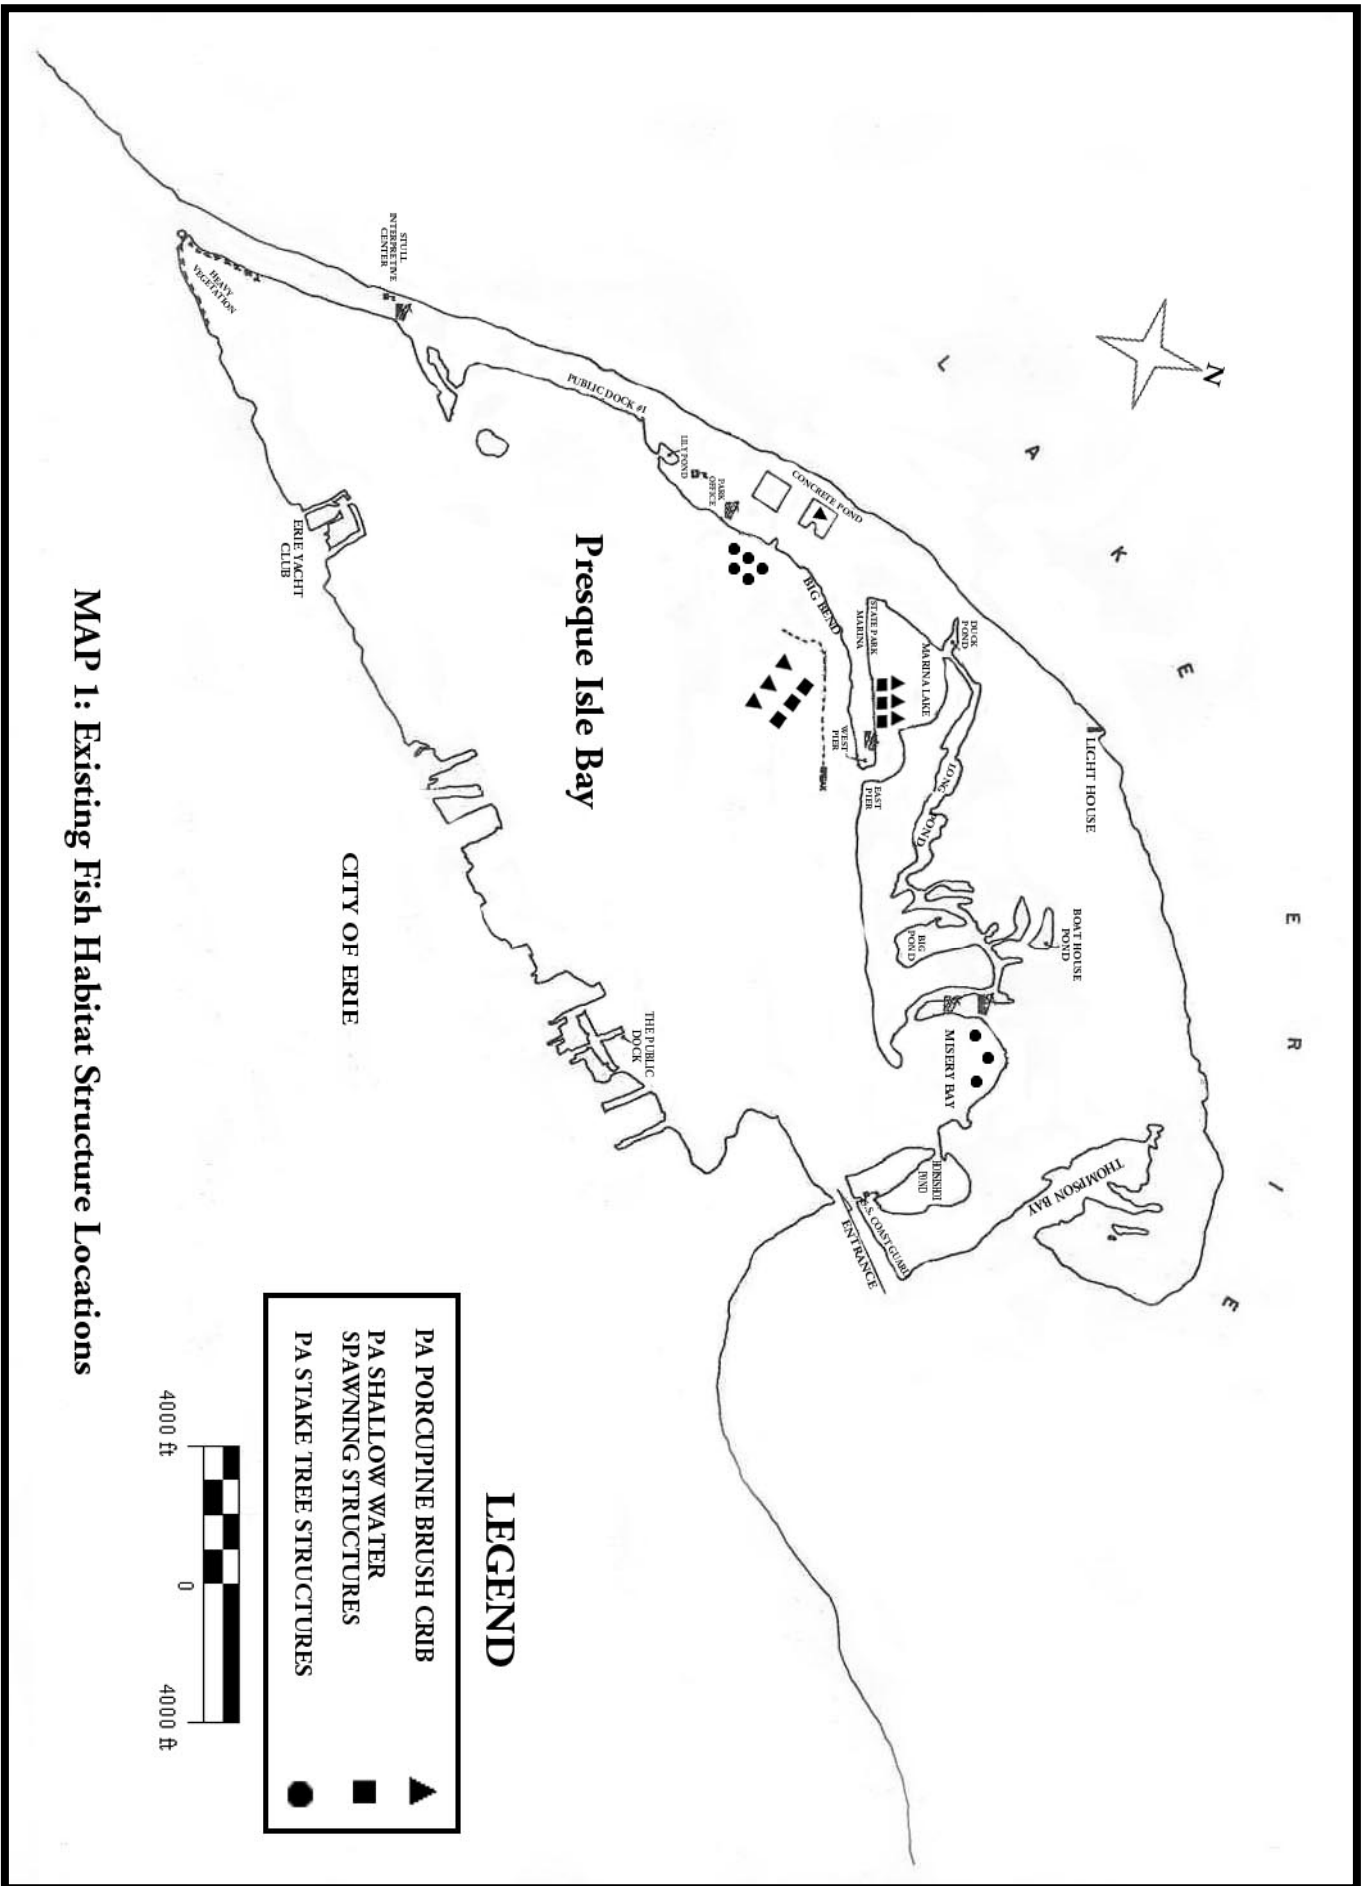 N
L A K E E R I E
STULL
INTERPRETIVE
CENTER
HEAVY
VEGETATION
PUBLIC DOCK #1
LILY POND
PARK
OFFICE
CONCRETE POND
BIG BEND
STATE PARK
MARINA
DUCK
POND
MARINA LAKE
WEST
PIER
EAST
PIER
LONG POND
LIGHT HOUSE
BOAT HOUSE
POND
BIG
POND
MISERY BAY
THOMPSON BAY
POND
U.S. COAST GUARD
ENTRANCE
Presque Isle Bay
ERIE YACHT
CLUB
THE PUBLIC
DOCK
CITY OF ERIE
LEGEND
PA PORCUPINE BRUSH CRIB
PA SHALLOW WATER
SPAWNING STRUCTURES
PA STAKE TREE STRUCTURES
4000 ft 0 4000 ft
MAP 1: Existing Fish Habitat Structure Locations